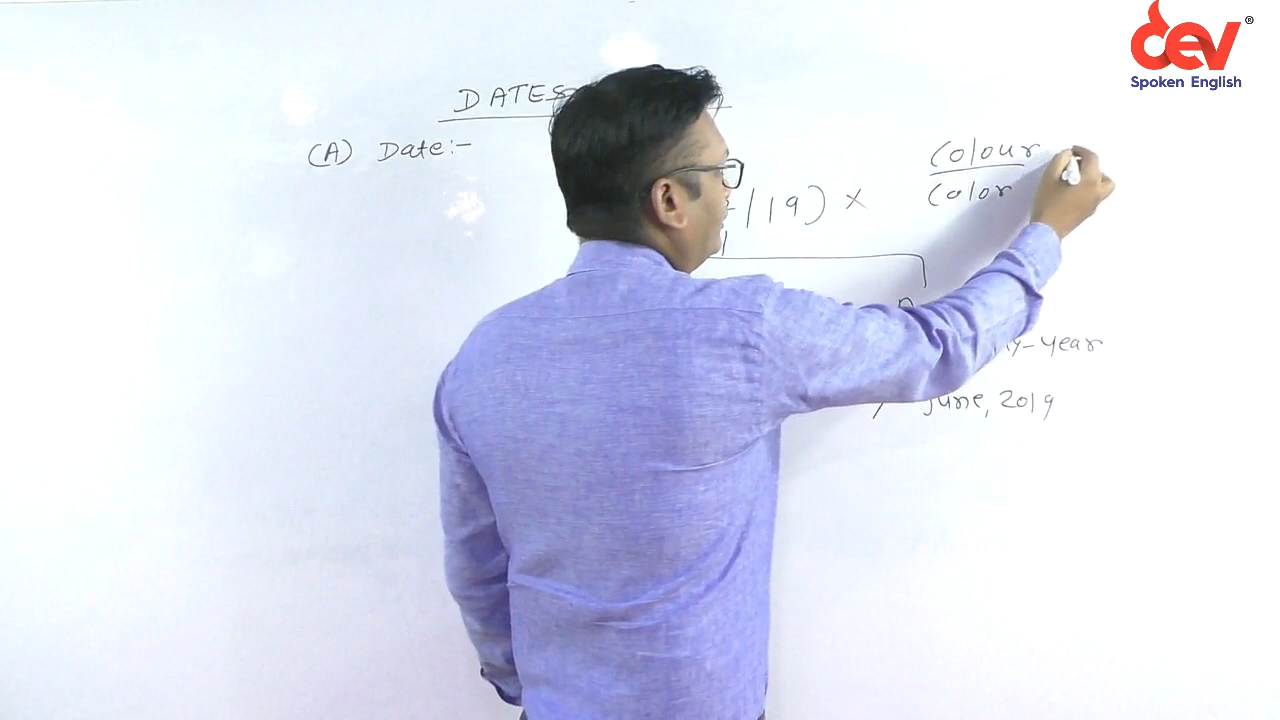 dev®
Spoken English
DATES
(A) Date:-
Colour
Color
/19) ×
-year
June, 2019